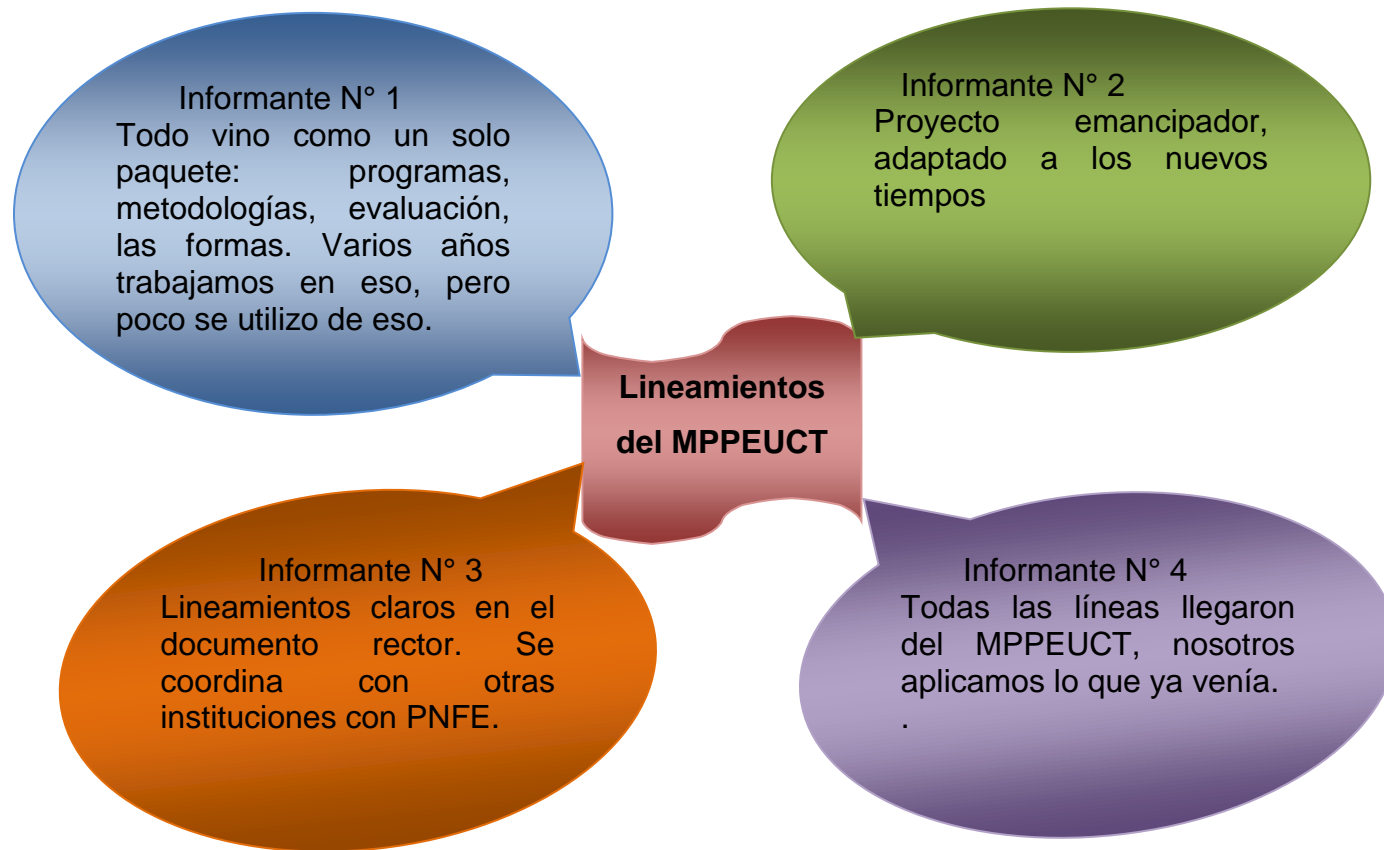 Informante N° 1
Todo vino como un solo
paquete: programas,
metodologías, evaluación,
las formas. Varios años
trabajamos en eso, pero
poco se utilizo de eso.
Informante N° 2
Proyecto emancipador,
adaptado a los nuevos
tiempos
Lineamientos
del MPPEUCT
Informante N° 3
Lineamientos claros en el
documento rector. Se
coordina con otras
instituciones con PNFE.
Informante N° 4
Todas las líneas llegaron
del MPPEUCT, nosotros
aplicamos lo que ya venía.
.